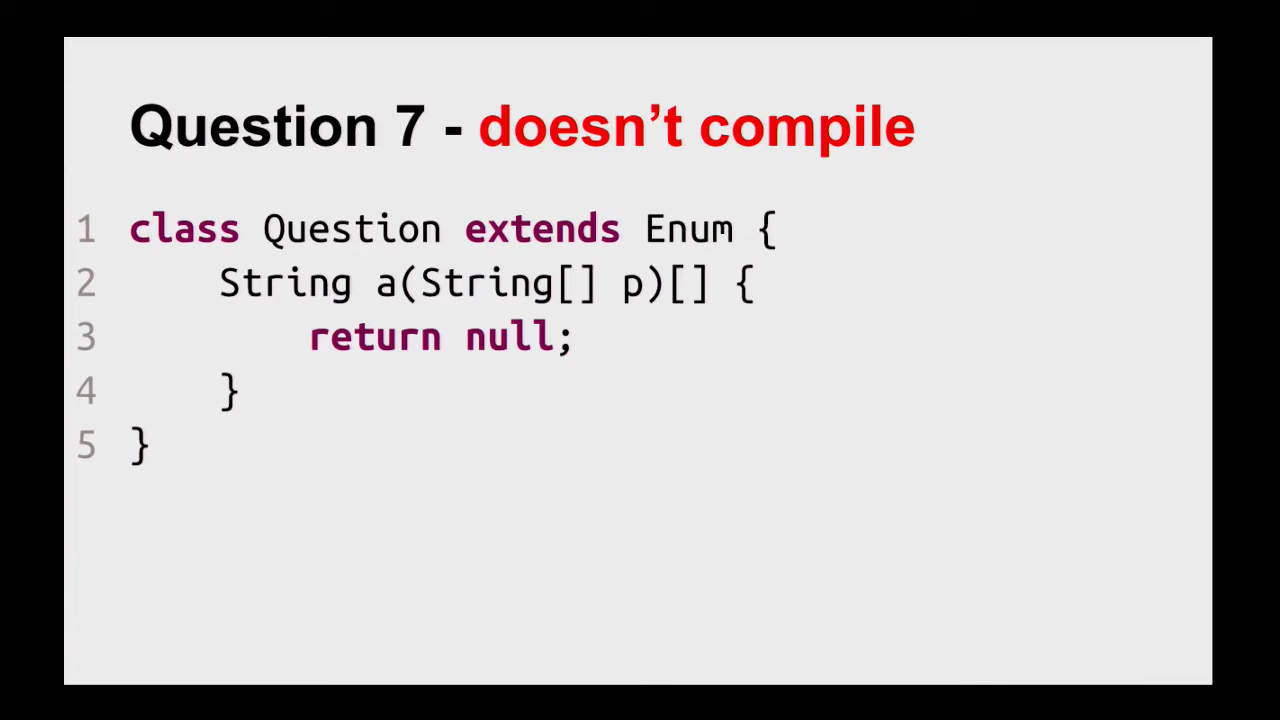 Question 7 - doesn’t compile
1 class Question extends Enum {
2     String a(String[] p)[] {
3         return null;
4     }
5 }